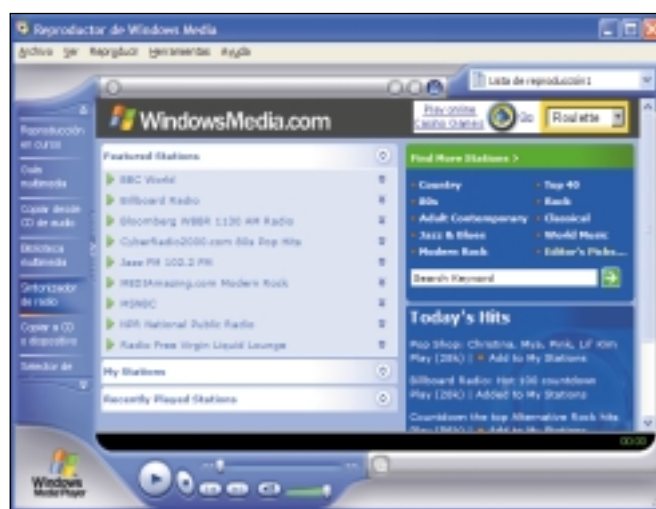 Reproductor de Windows Media
Archivo Ver Reproducir Herramientas Ayuda
Lista de reproducción1
Reproducción en curso
Guía multimedia
Copiar desde CD de audio
Biblioteca multimedia
Sintonizador de radio
Copiar a CD o dispositivo
Selector de
WindowsMedia.com
Play online casino Games
Go
Roulette
Featured Stations
BBC World
Billboard Radio
Bloomberg WBBR 1130 AM Radio
CyberRadio2000.com 80s Pop Hits
Jazz FM 102.2 FM
MEDIAmazing.com Modern Rock
MSNBC
NPR National Public Radio
Radio Free Virgin Liquid Lounge
My Stations
Recently Played Stations
Find More Stations >
Country
Top 40
80s
Rock
Adult Contemporary
Classical
Jazz & Blues
World Music
Modern Rock
Editor's Picks...
Search Keyword
Today's Hits
Pop Shop: Christina, Mya, Pink, Lil' Kim
Play (28k) | Add to My Stations
Billboard Radio: Hot 100 countdown
Play (28k) | Added to My Stations
Countdown the top Alternative Rock hits
Play (28k) | Add to My Stations
00:00
Windows
Media Player